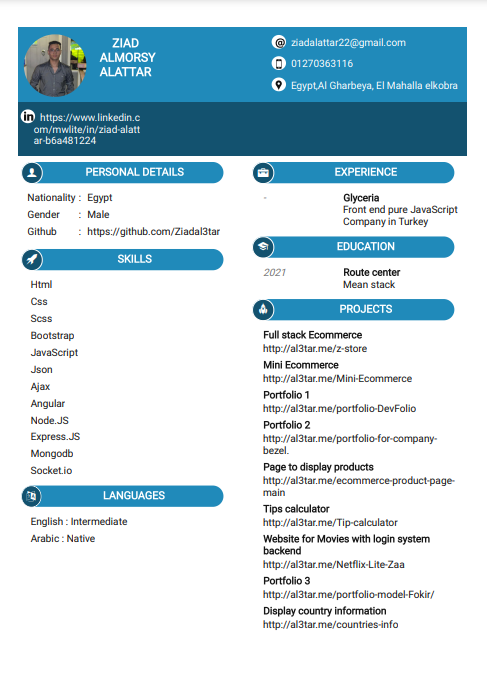 ZIAD
ALMORSY
ALATTAR
ziadalattar22@gmail.com
01270363116
Egypt,Al Gharbeya, El Mahalla elkobra
in https://www.linkedin.c
om/mwlite/in/ziad-alatt
ar-b6a481224
PERSONAL DETAILS
Nationality : Egypt
Gender : Male
Github : https://github.com/Ziadal3tar
SKILLS
Html
Css
Scss
Bootstrap
JavaScript
Json
Ajax
Angular
Node.JS
Express.JS
Mongodb
Socket.io
LANGUAGES
English : Intermediate
Arabic : Native
EXPERIENCE
- Glyceria
Front end pure JavaScript
Company in Turkey
EDUCATION
2021 Route center
Mean stack
PROJECTS
Full stack Ecommerce
http://al3tar.me/z-store
Mini Ecommerce
http://al3tar.me/Mini-Ecommerce
Portfolio 1
http://al3tar.me/portfolio-DevFolio
Portfolio 2
http://al3tar.me/portfolio-for-company-
bezel.
Page to display products
http://al3tar.me/ecommerce-product-page-
main
Tips calculator
http://al3tar.me/Tip-calculator
Website for Movies with login system
backend
http://al3tar.me/Netflix-Lite-Zaa
Portfolio 3
http://al3tar.me/portfolio-model-Fokir/
Display country information
http://al3tar.me/countries-info